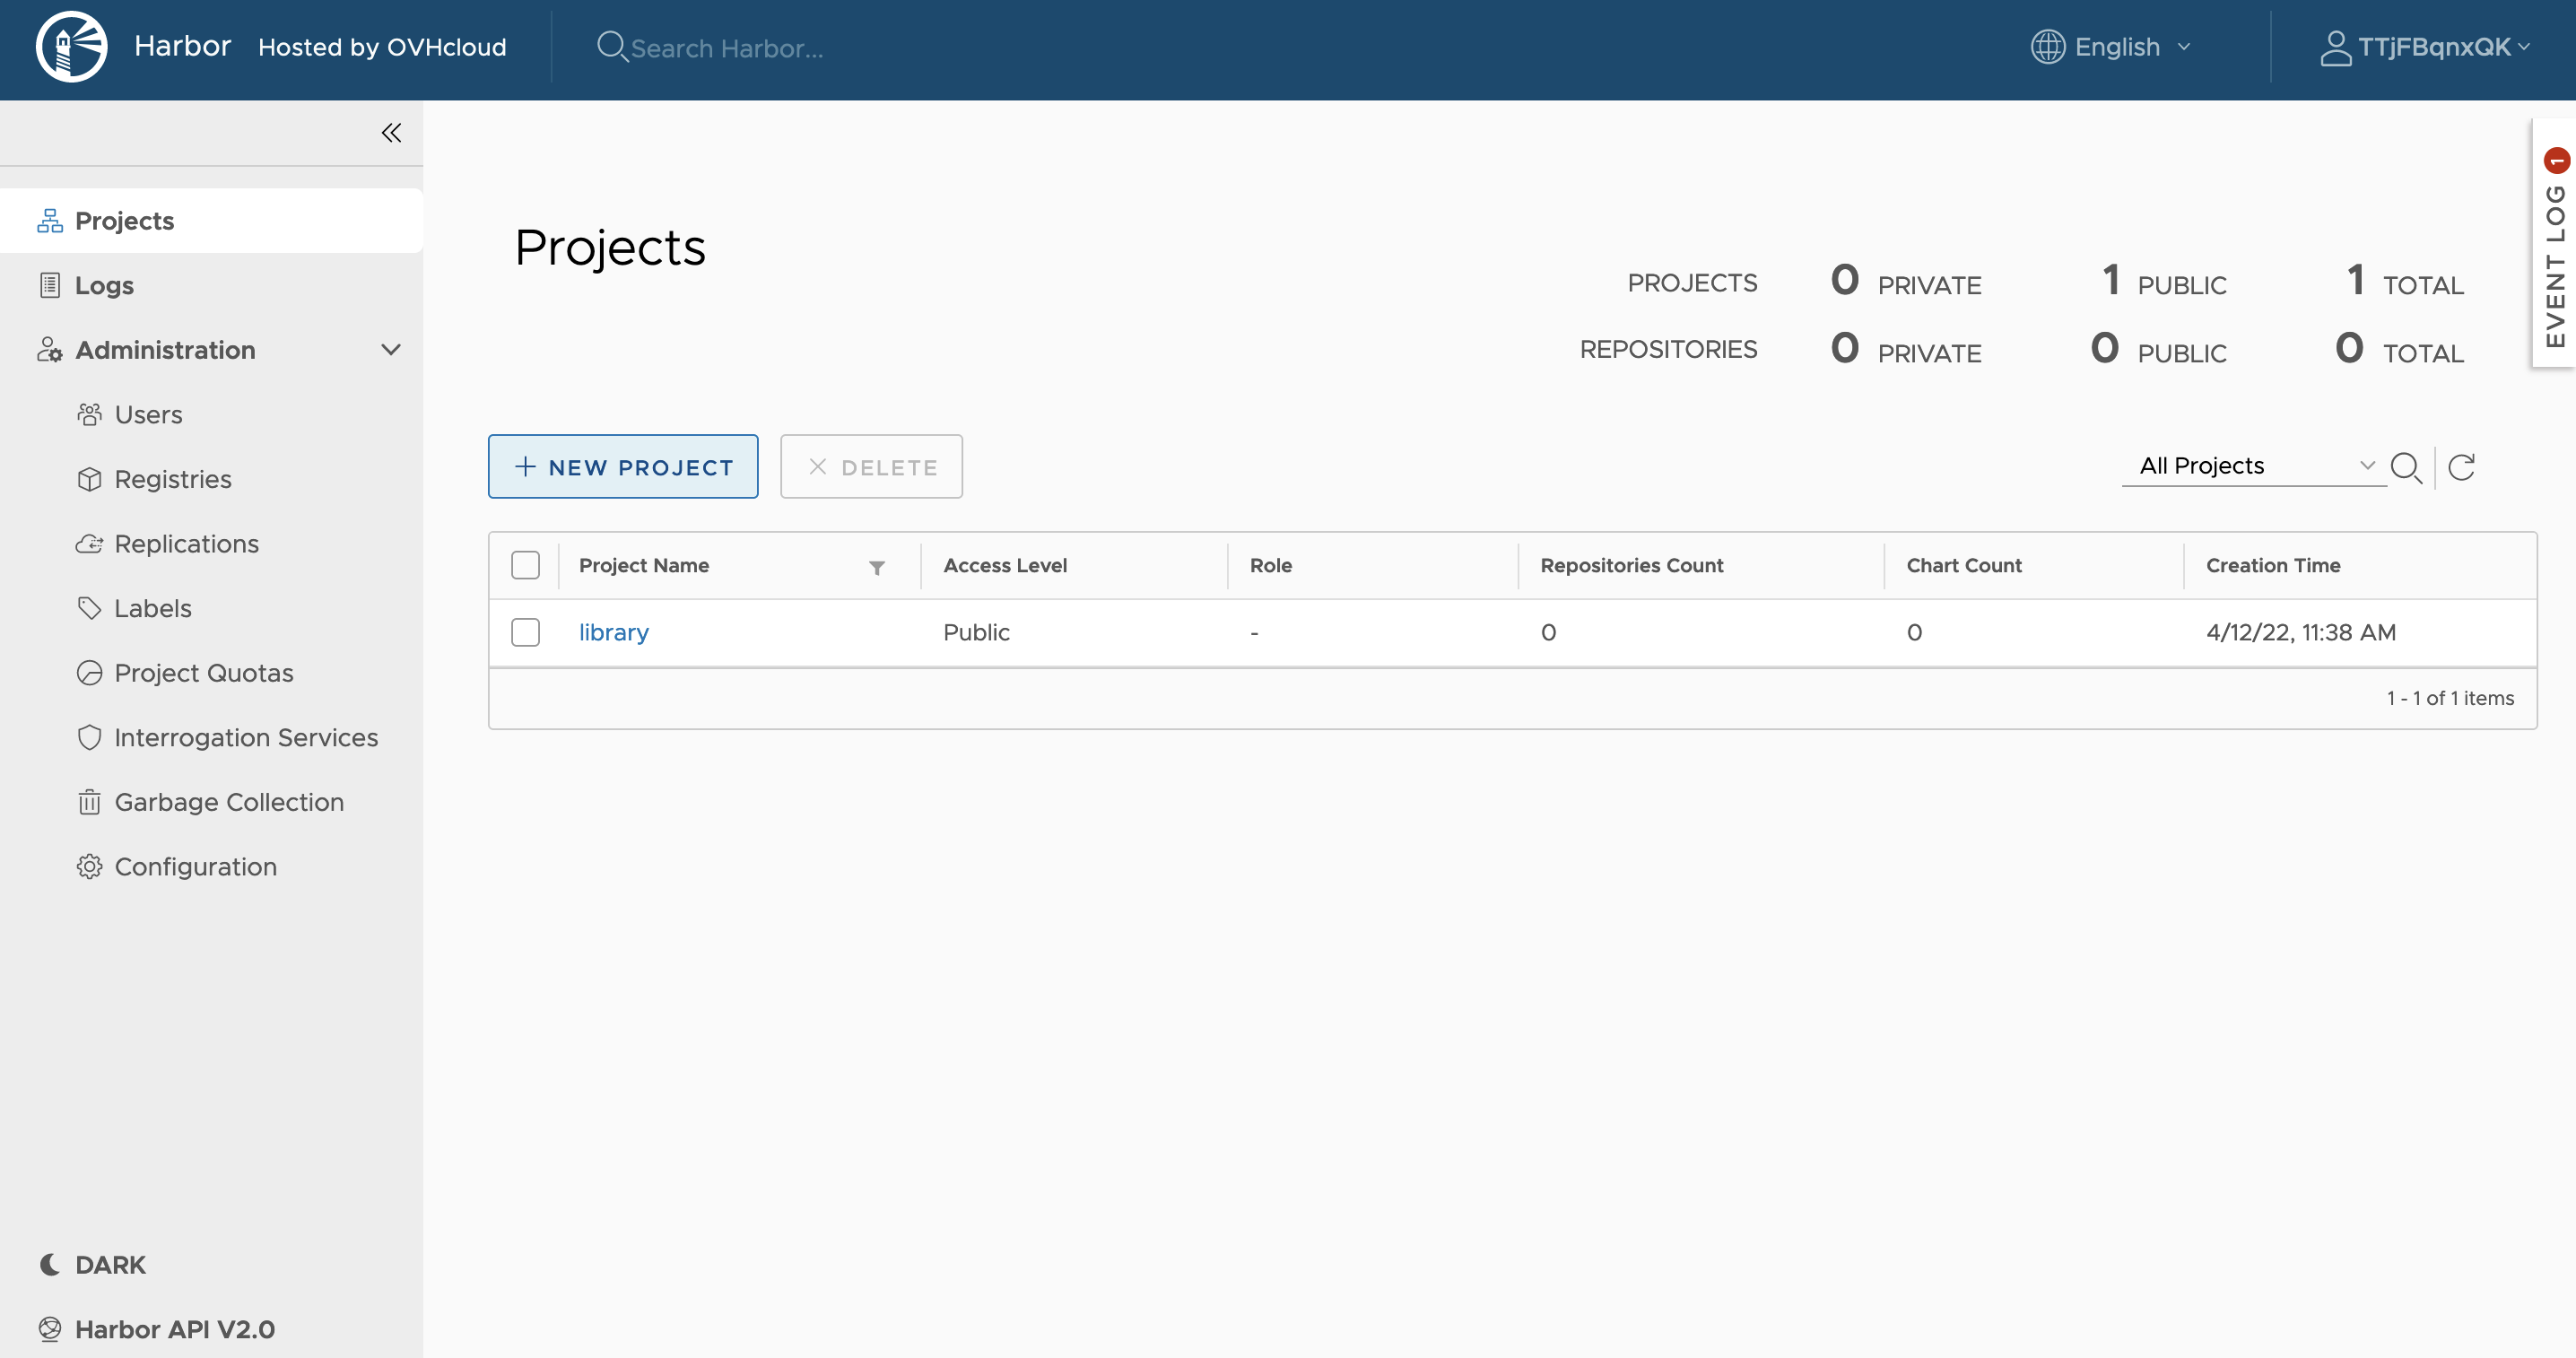 Harbor Hosted by OVHcloud Search Harbor... English TTjFBqnxQK
Projects
Logs
Administration
Users
Registries
Replications
Labels
Project Quotas
Interrogation Services
Garbage Collection
Configuration
DARK
Harbor API V2.0
Projects
PROJECTS 0 PRIVATE 1 PUBLIC 1 TOTAL
REPOSITORIES 0 PRIVATE 0 PUBLIC 0 TOTAL
NEW PROJECT DELETE All Projects
Project Name Access Level Role Repositories Count Chart Count Creation Time
library Public - 0 0 4/12/22, 11:38 AM
1 - 1 of 1 items
EVENT LOG 1